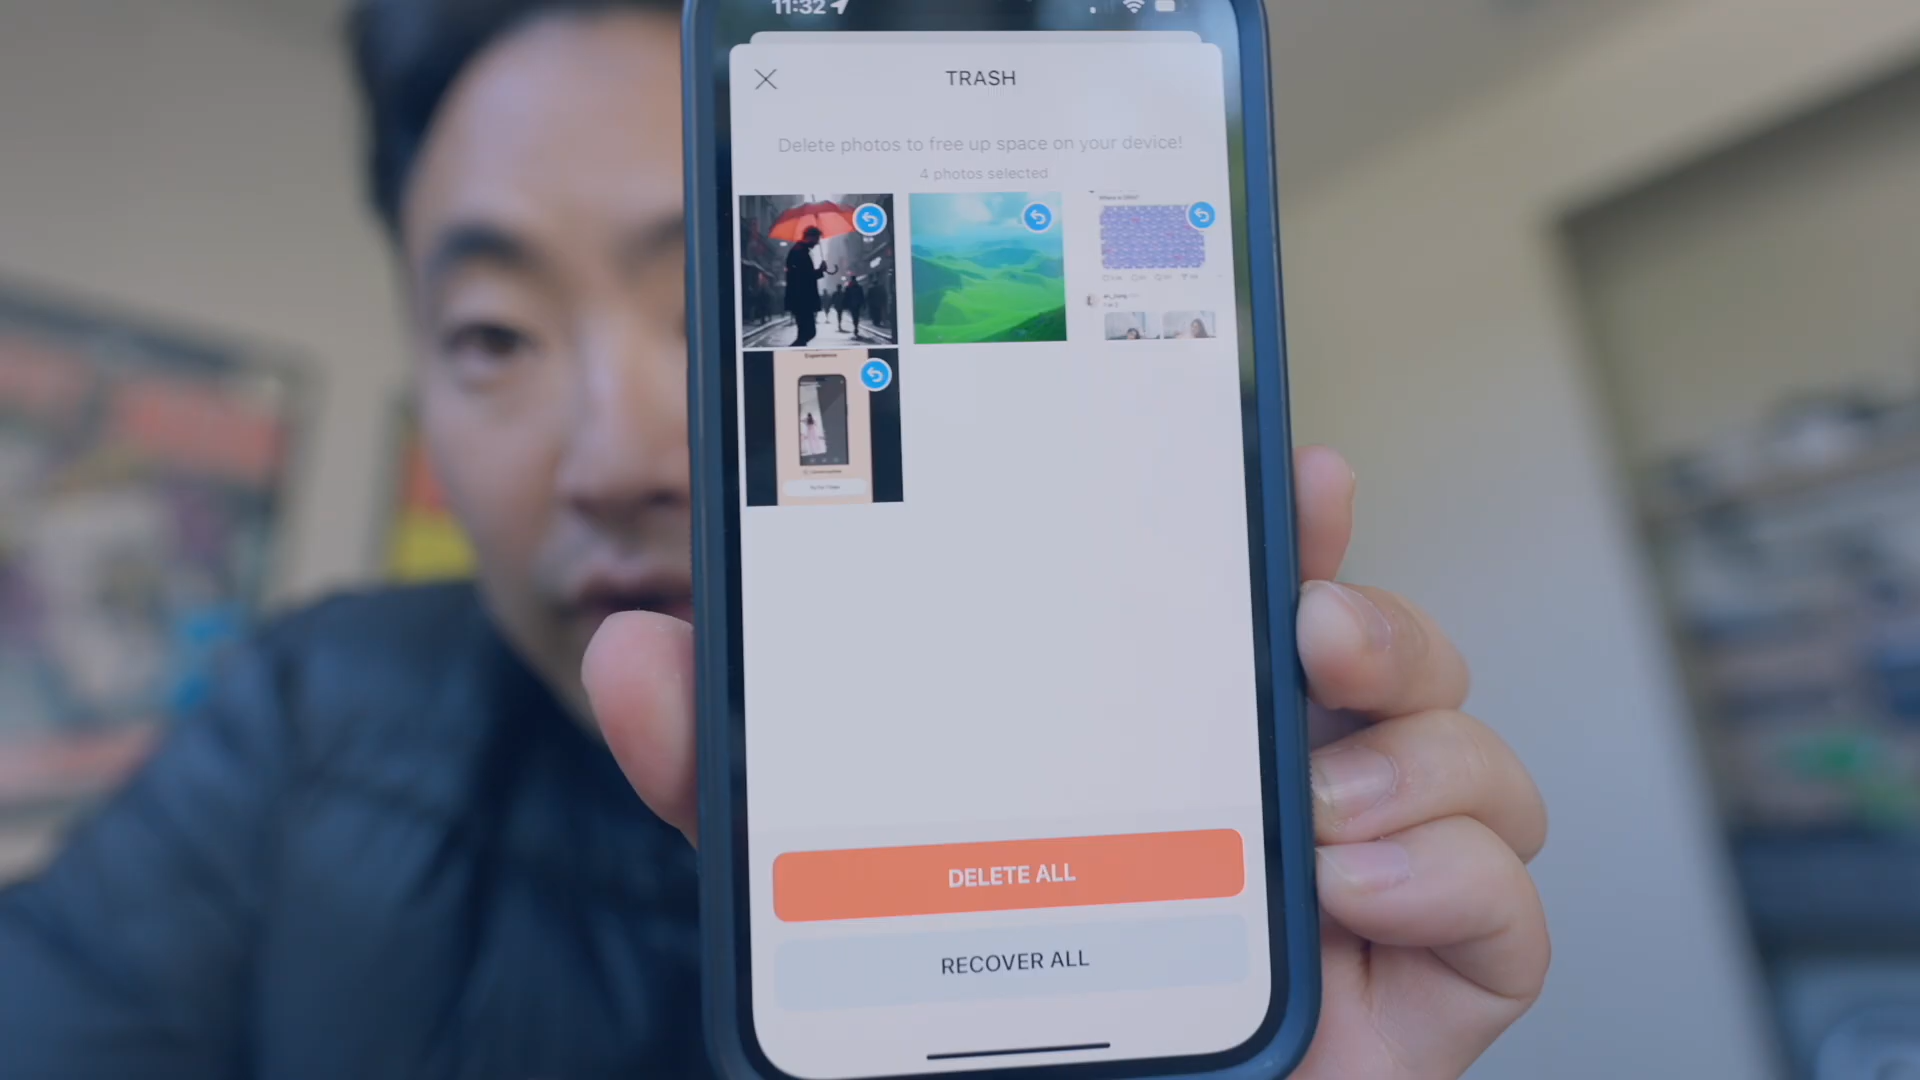 11:32
TRASH
Delete photos to free up space on your device!
4 photos selected
Experience
DELETE ALL
RECOVER ALL